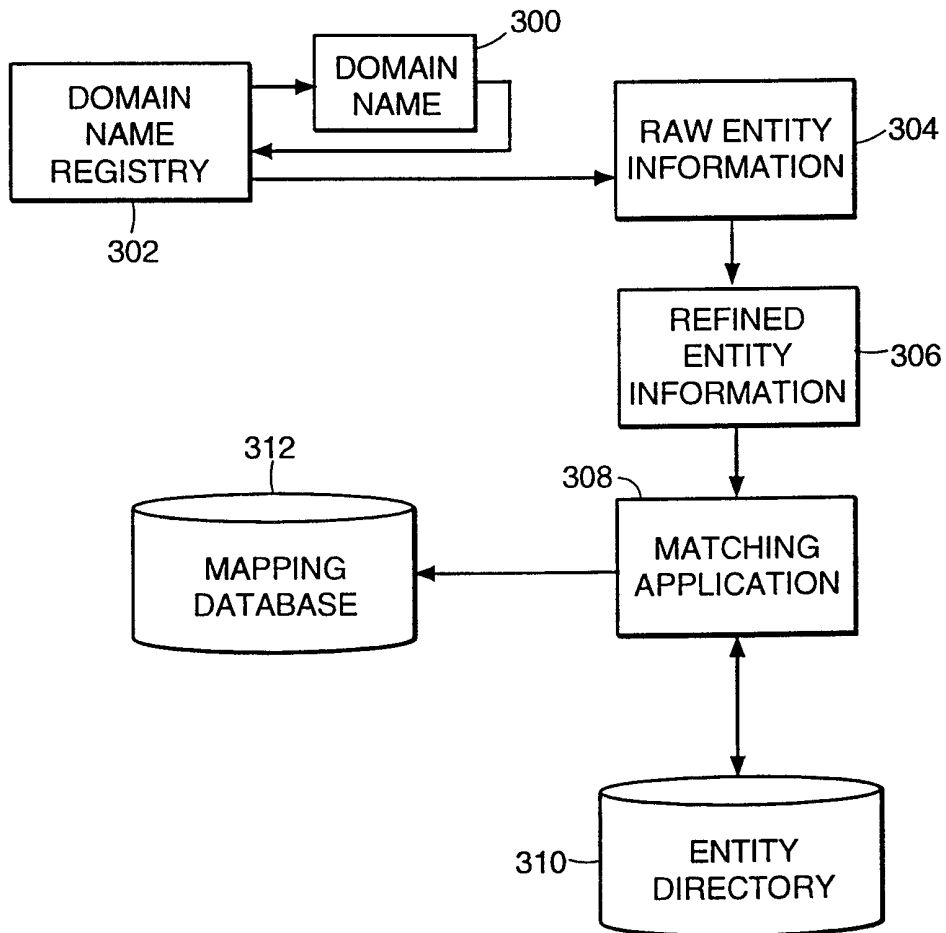 300
DOMAIN
NAME
DOMAIN
NAME
REGISTRY
302
RAW ENTITY
INFORMATION
304
REFINED
ENTITY
INFORMATION
306
312
MAPPING
DATABASE
308
MATCHING
APPLICATION
310
ENTITY
DIRECTORY